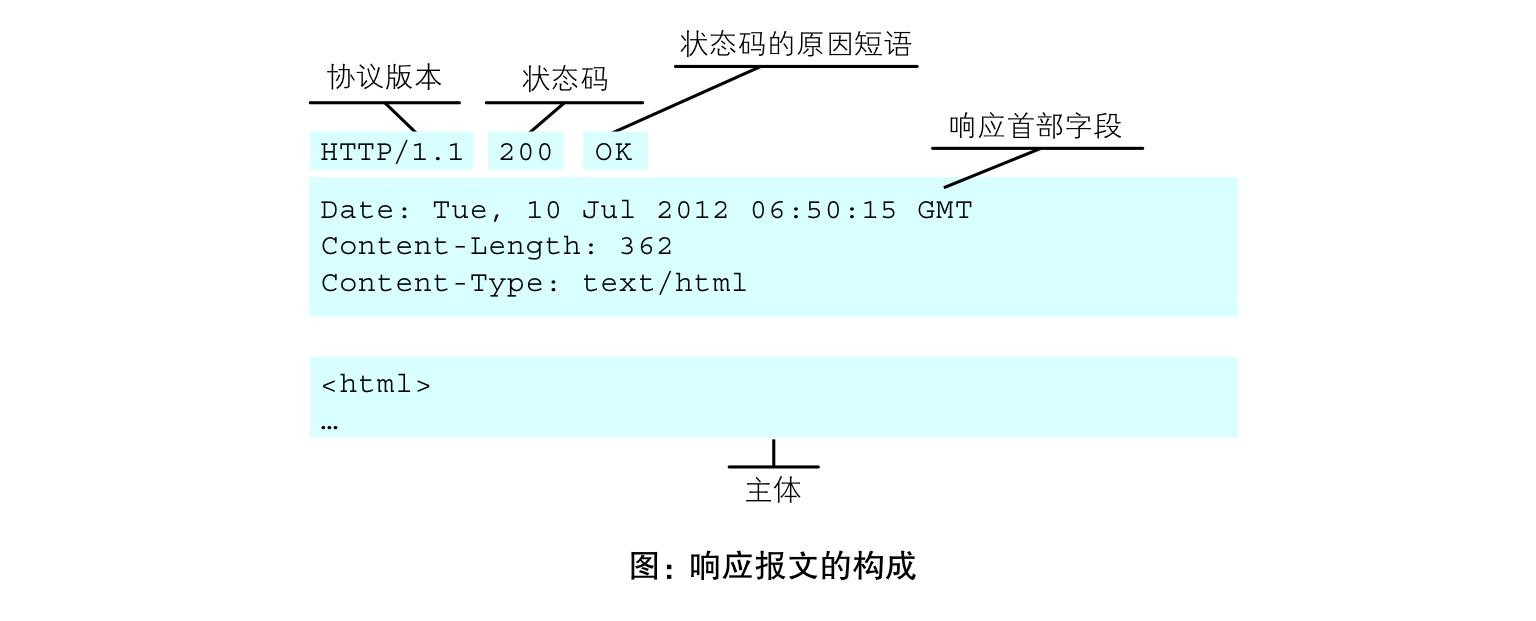 状态码的原因短语
协议版本
状态码
响应首部字段
HTTP/1.1 200 OK
Date: Tue, 10 Jul 2012 06:50:15 GMT
Content-Length: 362
Content-Type: text/html
<html>
…
主体
图：响应报文的构成